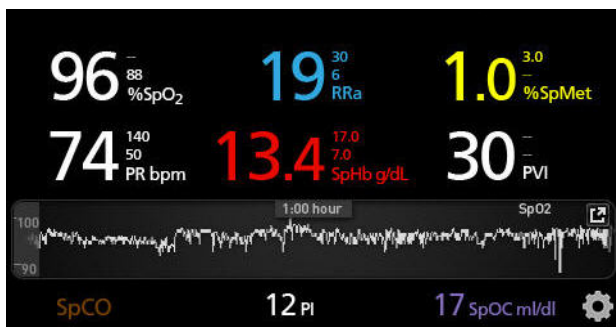 96 – 88 %SpO₂
19 30 6 RRa
1.0 3.0 – %SpMet
74 140 50 PR bpm
13.4 17.0 7.0 SpHb g/dL
30 – – PVI
1:00 hour SpO2
100
90
SpCO 12 PI 17 SpOC ml/dl